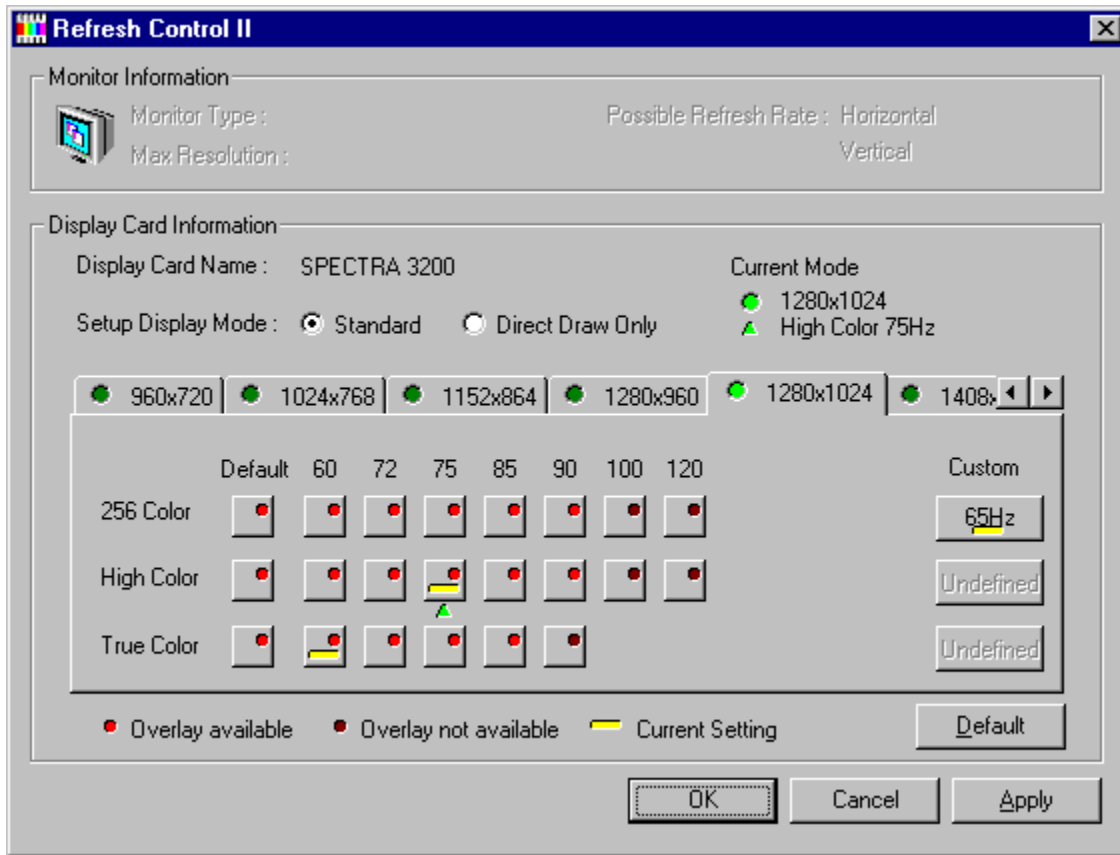 Refresh Control II
Monitor Information
Monitor Type :
Possible Refresh Rate : Horizontal
Max Resolution :
Vertical
Display Card Information
Display Card Name : SPECTRA 3200
Current Mode
1280x1024
Setup Display Mode : Standard Direct Draw Only
High Color 75Hz
960x720 1024x768 1152x864 1280x960 1280x1024 1408x
Default 60 72 75 85 90 100 120 Custom
256 Color 65Hz
High Color Undefined
True Color Undefined
Overlay available Overlay not available Current Setting Default
OK Cancel Apply